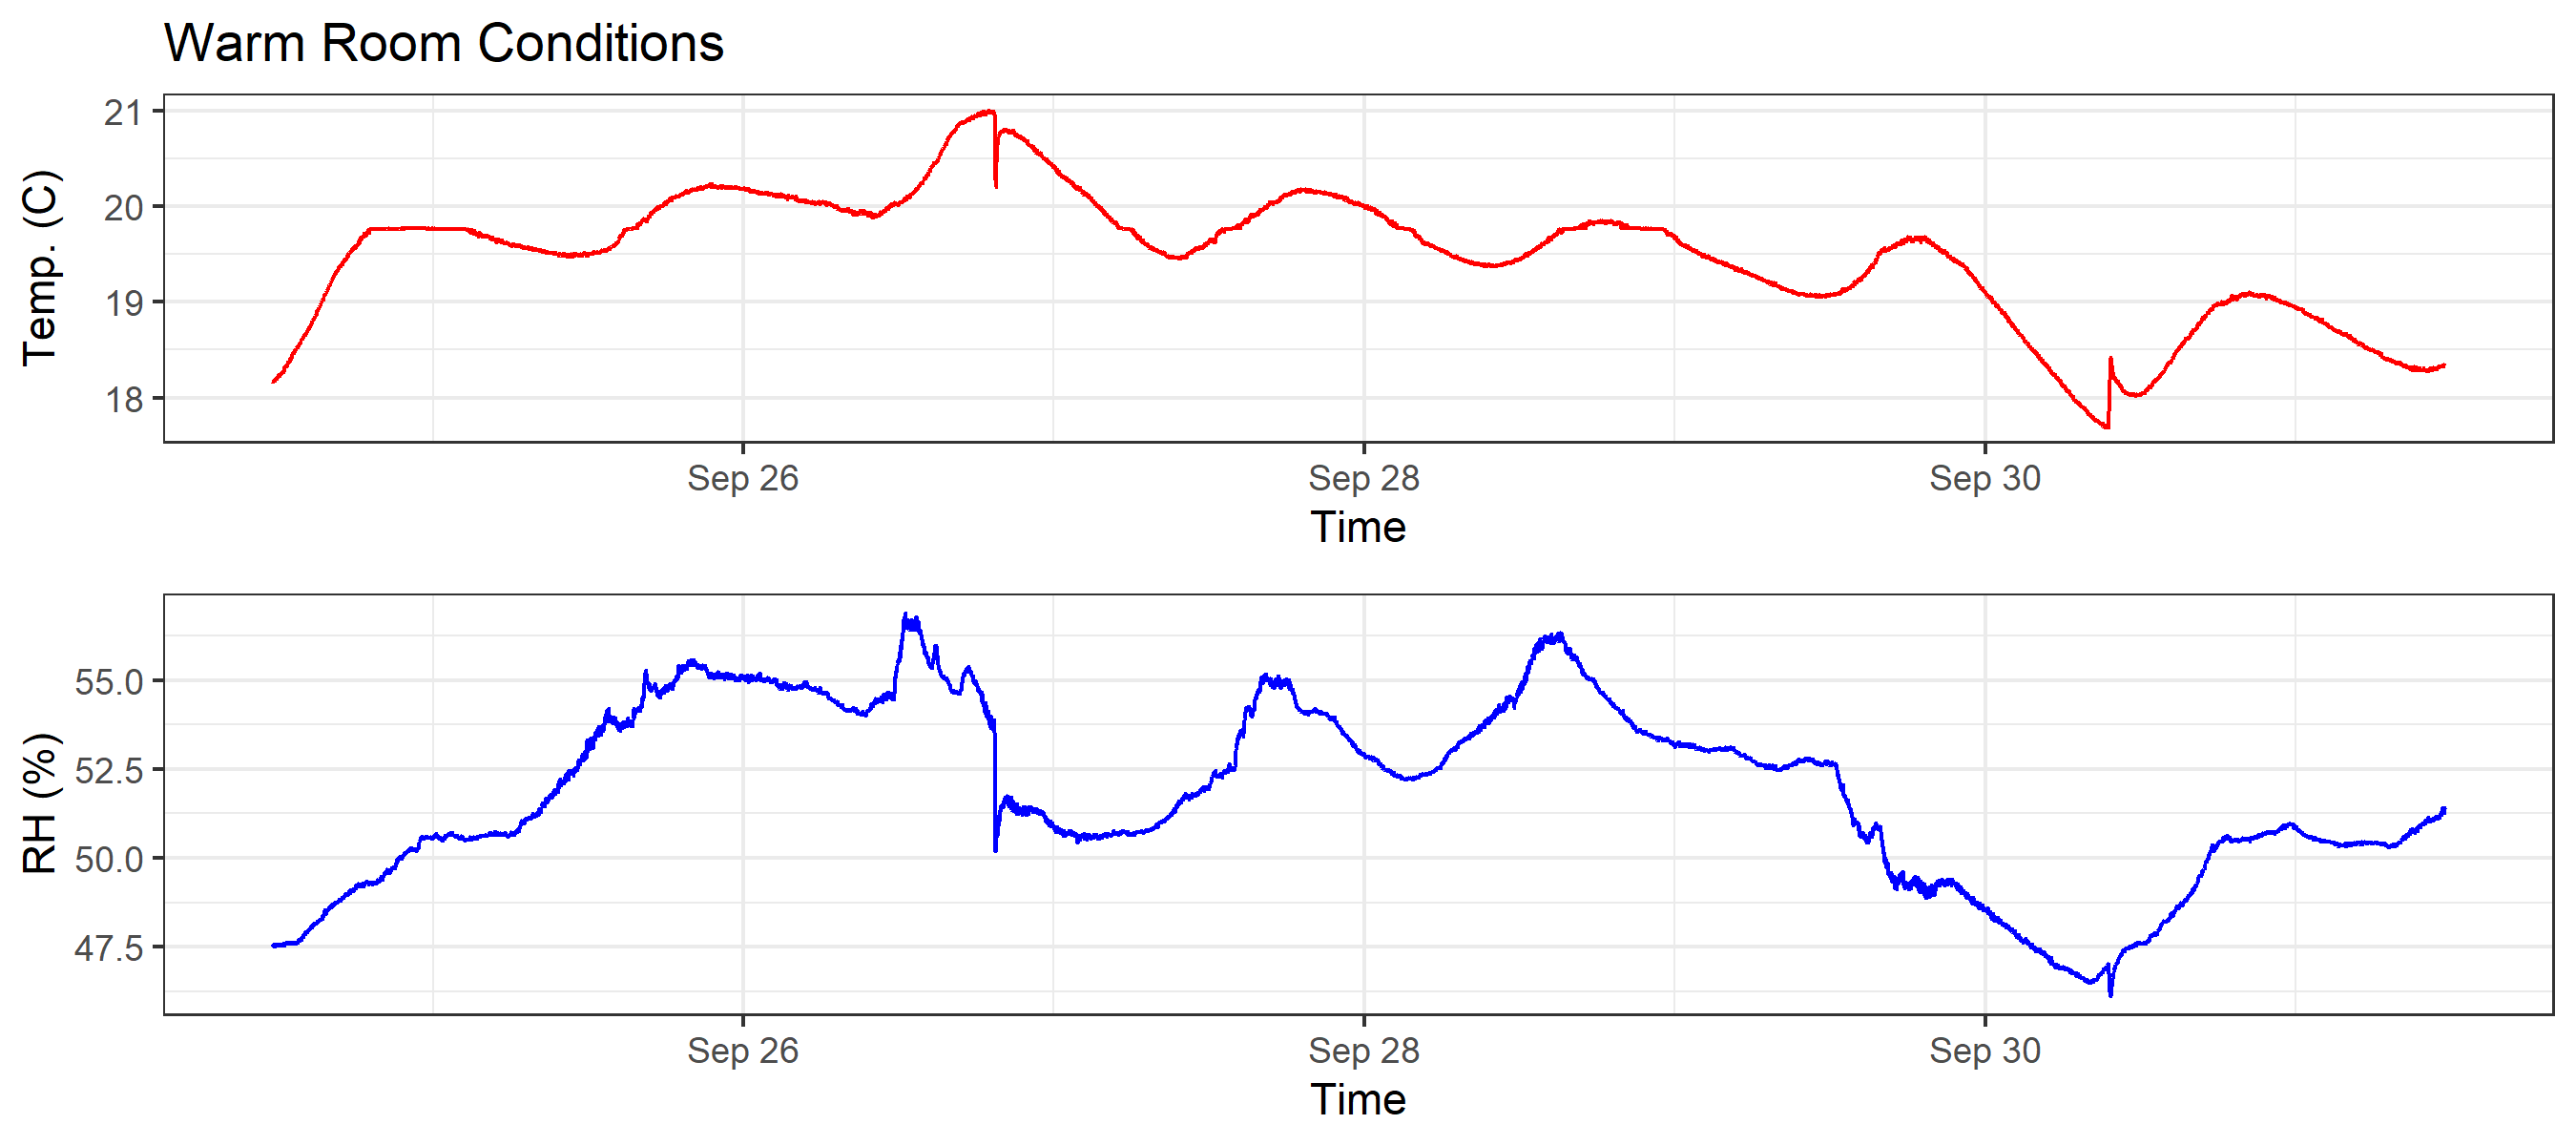 Warm Room Conditions
Temp. (C)
21
20
19
18
Sep 26 Sep 28 Sep 30
Time
RH (%)
55.0
52.5
50.0
47.5
Sep 26 Sep 28 Sep 30
Time